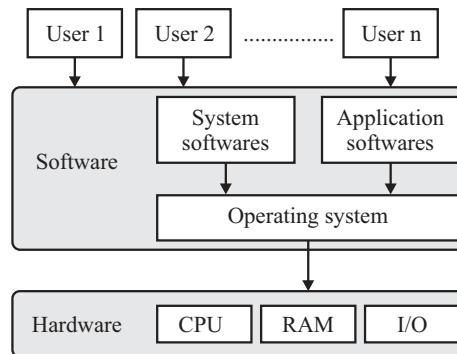 User 1 User 2 ................. User n
System softwares
Application softwares
Software
Operating system
Hardware CPU RAM I/O